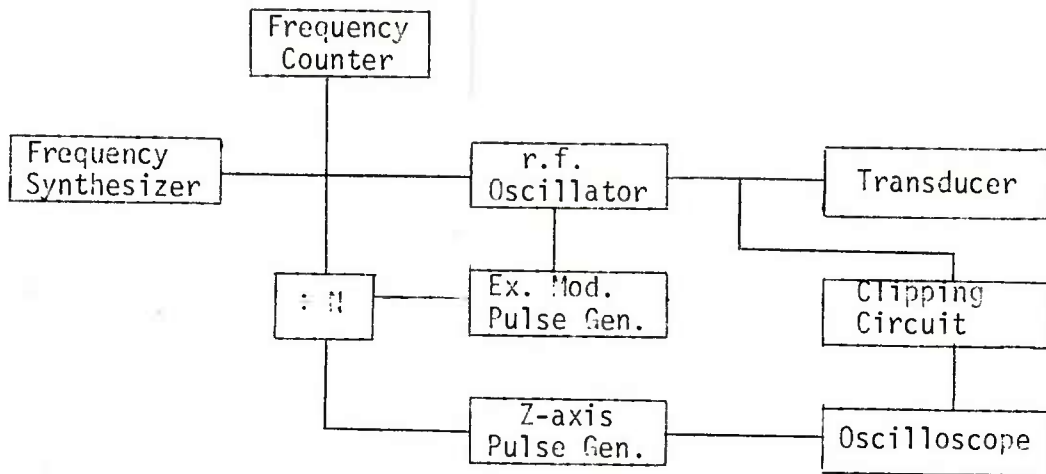 Frequency
Counter
Frequency
Synthesizer
r.f.
Oscillator
Transducer
÷ N
Ex. Mod.
Pulse Gen.
Clipping
Circuit
Z-axis
Pulse Gen.
Oscilloscope